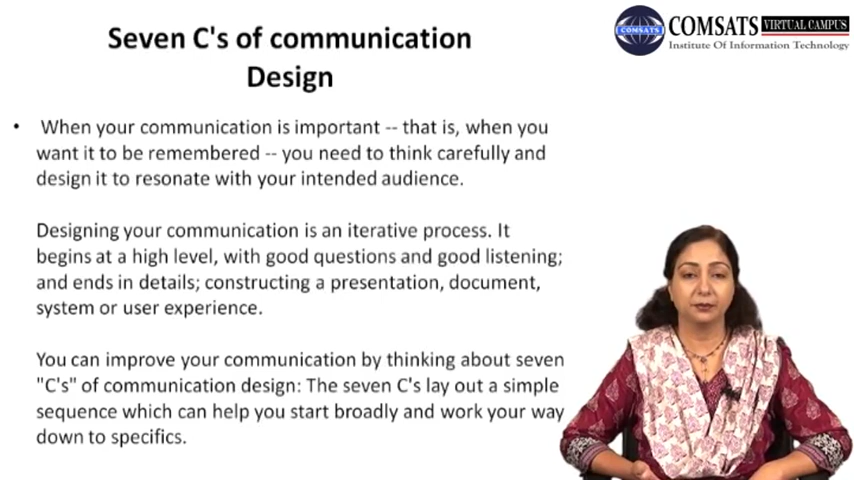 Seven C's of communication
Design
COMSATS VIRTUAL CAMPUS
Institute Of Information Technology
COMSATS
• When your communication is important -- that is, when you
want it to be remembered -- you need to think carefully and
design it to resonate with your intended audience.
Designing your communication is an iterative process. It
begins at a high level, with good questions and good listening;
and ends in details; constructing a presentation, document,
system or user experience.
You can improve your communication by thinking about seven
"C's" of communication design: The seven C's lay out a simple
sequence which can help you start broadly and work your way
down to specifics.